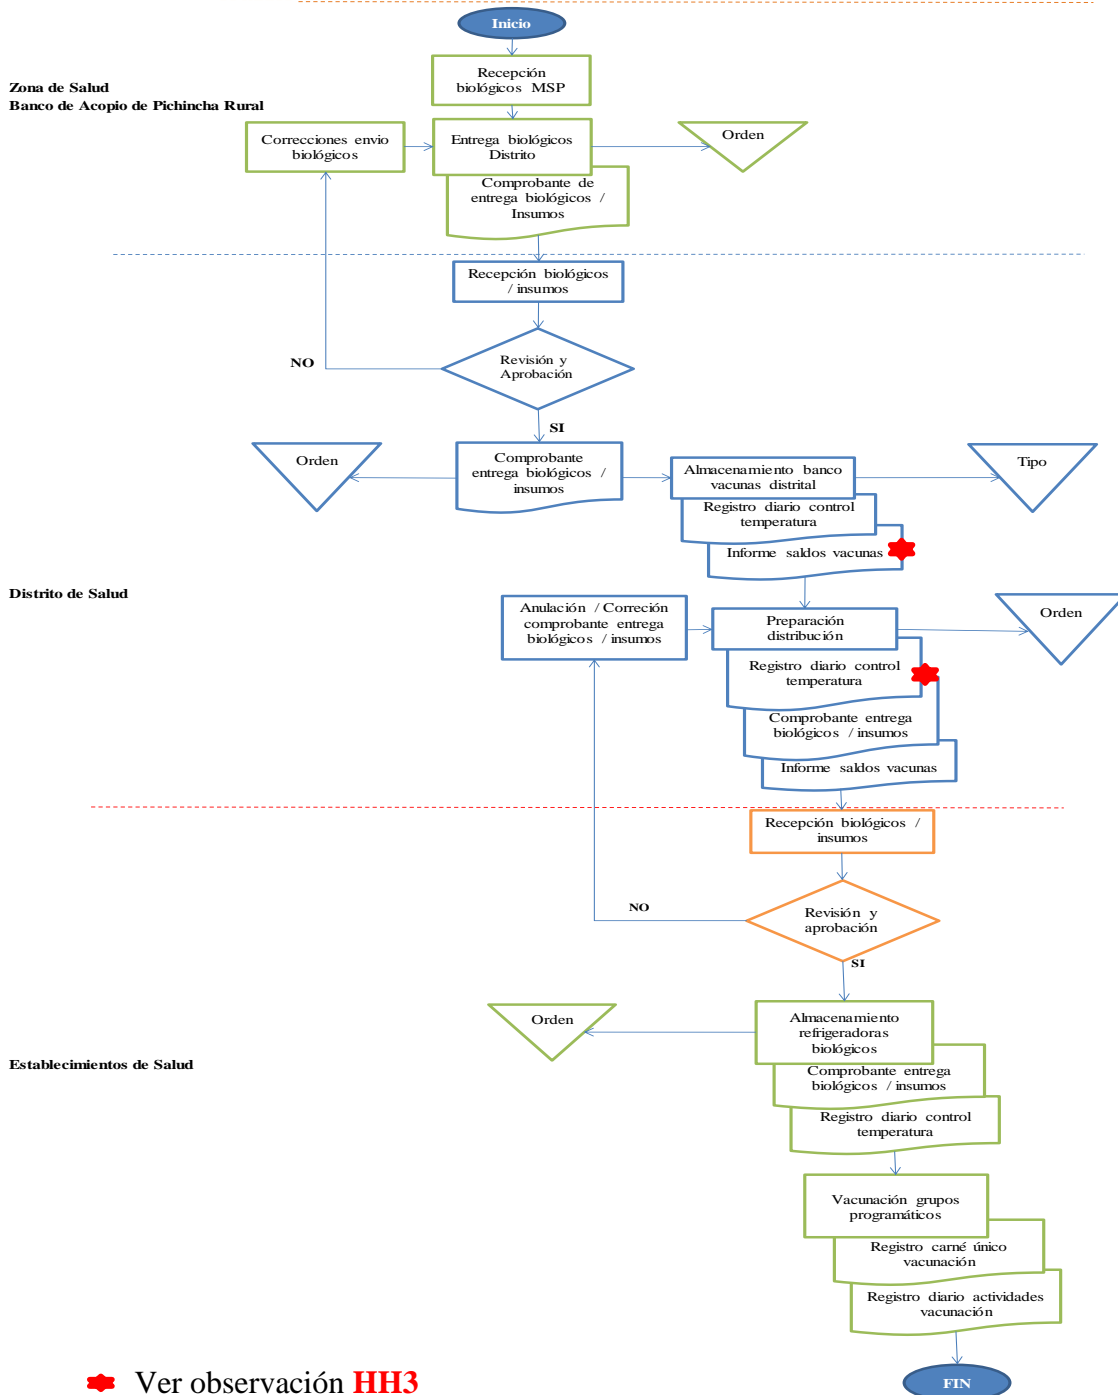 Inicio
Recepción
biológicos MSP
Zona de Salud
Banco de Acopio de Pichincha Rural
Correcciones envio
biológicos
Entrega biológicos
Distrito
Orden
Comprobante de
entrega biológicos /
Insumos
Recepción biológicos
/ insumos
Revisión y
Aprobación
NO
SI
Orden
Comprobante
entrega biológicos /
insumos
Almacenamiento banco
vacunas distrital
Tipo
Registro diario control
temperatura
Informe saldos vacunas
Distrito de Salud
Anulación / Correción
comprobante entrega
biológicos / insumos
Preparación
distribución
Orden
Registro diario control
temperatura
Comprobante entrega
biológicos / insumos
Informe saldos vacunas
Recepción biológicos /
insumos
Revisión y
aprobación
NO
SI
Orden
Almacenamiento
refrigeradoras
biológicos
Establecimientos de Salud
Comprobante entrega
biológicos / insumos
Registro diario control
temperatura
Vacunación grupos
programáticos
Registro carné único
vacunación
Registro diario actividades
vacunación
FIN
Ver observación HH3